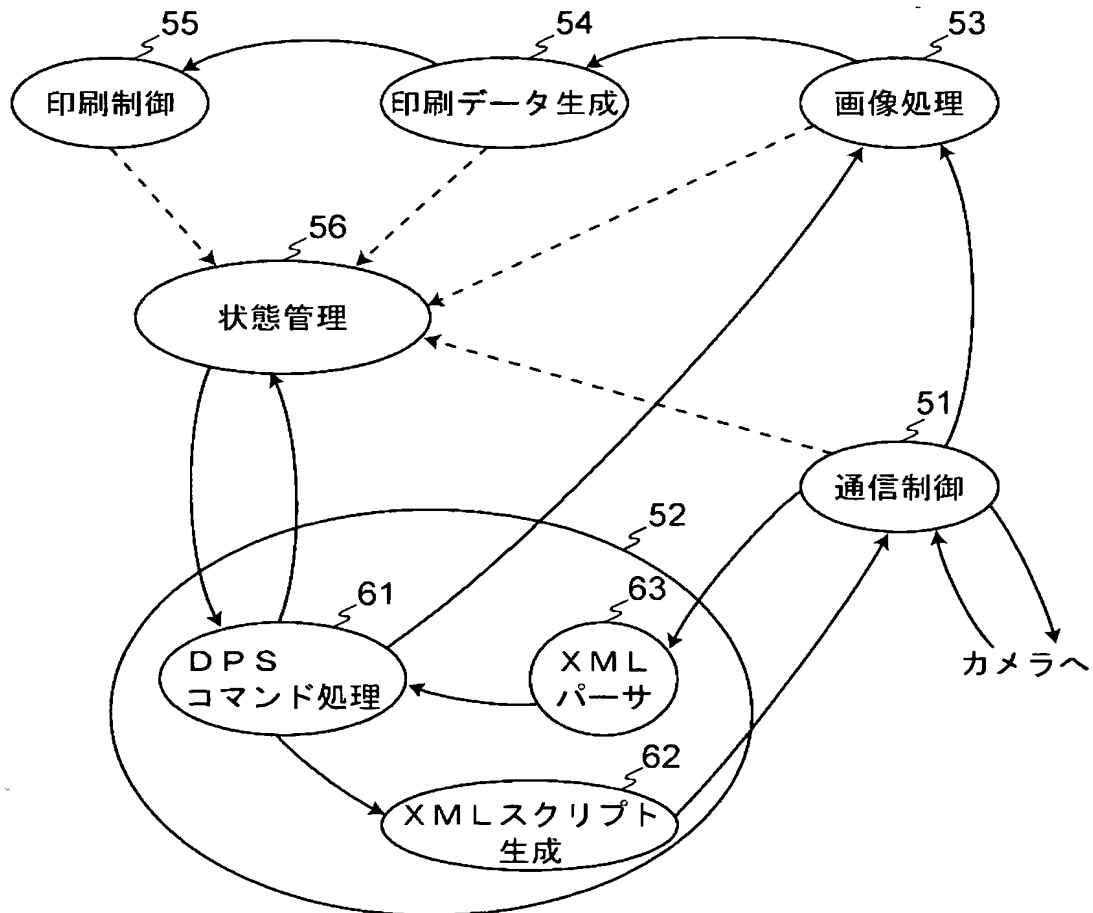 55
54
53
印刷制御
印刷データ生成
画像処理
56
状態管理
51
通信制御
52
61
63
DPS
コマンド処理
XML
パーサ
カメラへ
62
XMLスクリプト
生成